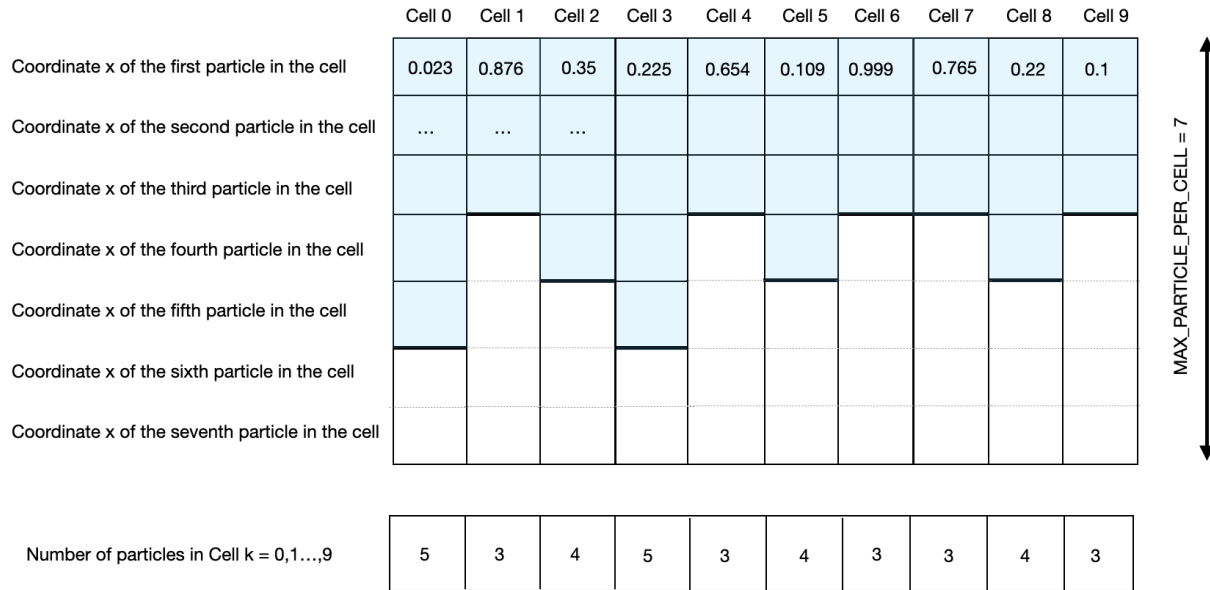 Cell 0 Cell 1 Cell 2 Cell 3 Cell 4 Cell 5 Cell 6 Cell 7 Cell 8 Cell 9
Coordinate x of the first particle in the cell 0.023 0.876 0.35 0.225 0.654 0.109 0.999 0.765 0.22 0.1
Coordinate x of the second particle in the cell ... ... ...
Coordinate x of the third particle in the cell
Coordinate x of the fourth particle in the cell
Coordinate x of the fifth particle in the cell
Coordinate x of the sixth particle in the cell
Coordinate x of the seventh particle in the cell
MAX_PARTICLE_PER_CELL = 7
Number of particles in Cell k = 0,1...,9 5 3 4 5 3 4 3 3 4 3